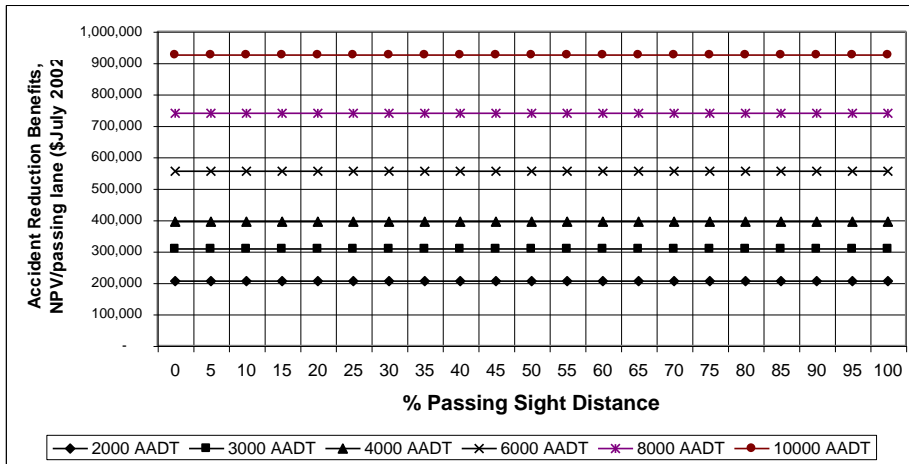 Accident Reduction Benefits,
NPV/passing lane ($July 2002
1,000,000
900,000
800,000
700,000
600,000
500,000
400,000
300,000
200,000
100,000
-
0 5 10 15 20 25 30 35 40 45 50 55 60 65 70 75 80 85 90 95 100
% Passing Sight Distance
2000 AADT 3000 AADT 4000 AADT 6000 AADT 8000 AADT 10000 AADT